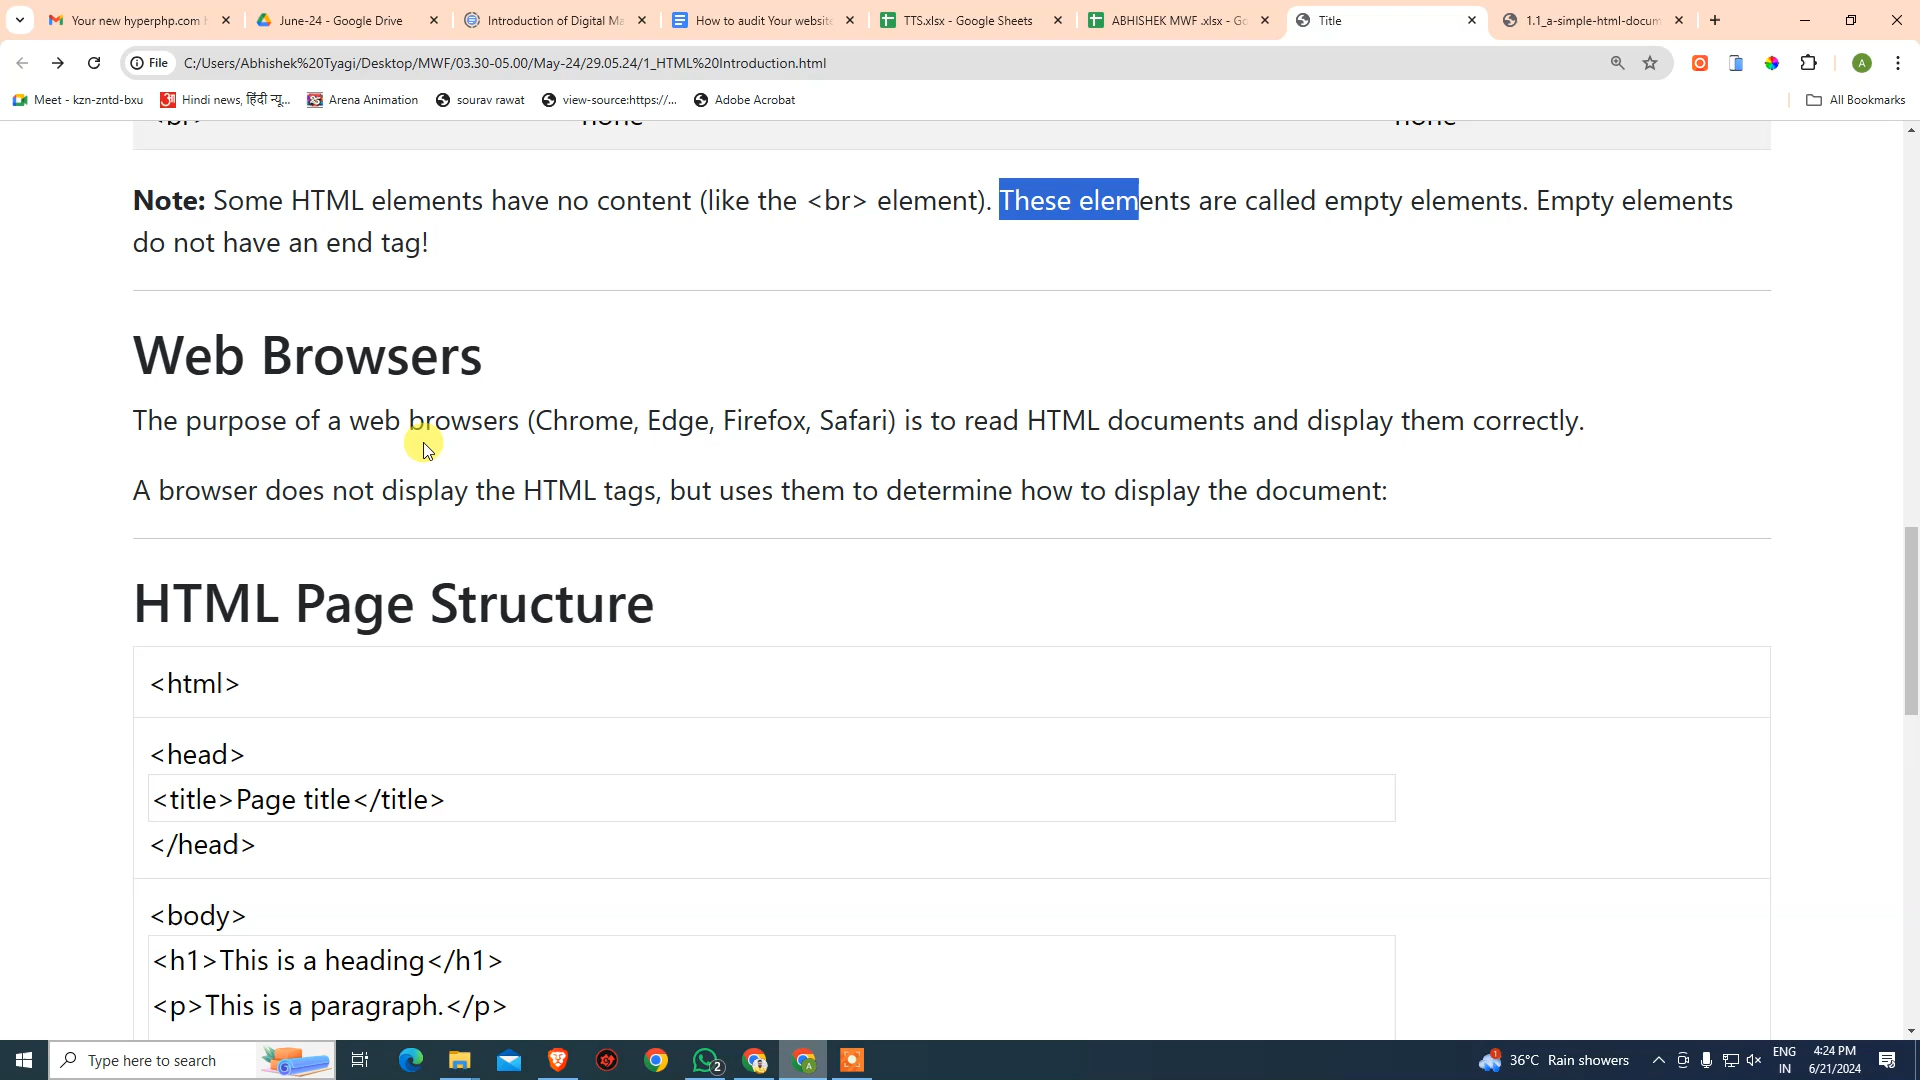 Your new hyperphp.com
June-24 - Google Drive
Introduction of Digital Ma
How to audit Your website
TTS.xlsx - Google Sheets
ABHISHEK MWF .xlsx - Go
Title
1.1_a-simple-html-docum
File
C:/Users/Abhishek%20Tyagi/Desktop/MWF/03.30-05.00/May-24/29.05.24/1_HTML%20Introduction.html
A
Meet - kzn-zntd-bxu
Hindi news, हिंदी न्यू...
Arena Animation
sourav rawat
view-source:https://...
Adobe Acrobat
All Bookmarks
<br> none none
Note: Some HTML elements have no content (like the <br> element). These elements are called empty elements. Empty elements
do not have an end tag!
Web Browsers
The purpose of a web browsers (Chrome, Edge, Firefox, Safari) is to read HTML documents and display them correctly.
A browser does not display the HTML tags, but uses them to determine how to display the document:
HTML Page Structure
<html>
<head>
<title>Page title</title>
</head>
<body>
<h1>This is a heading</h1>
<p>This is a paragraph.</p>
Type here to search
2
A
1
36°C Rain showers
ENG
IN
4:24 PM
6/21/2024